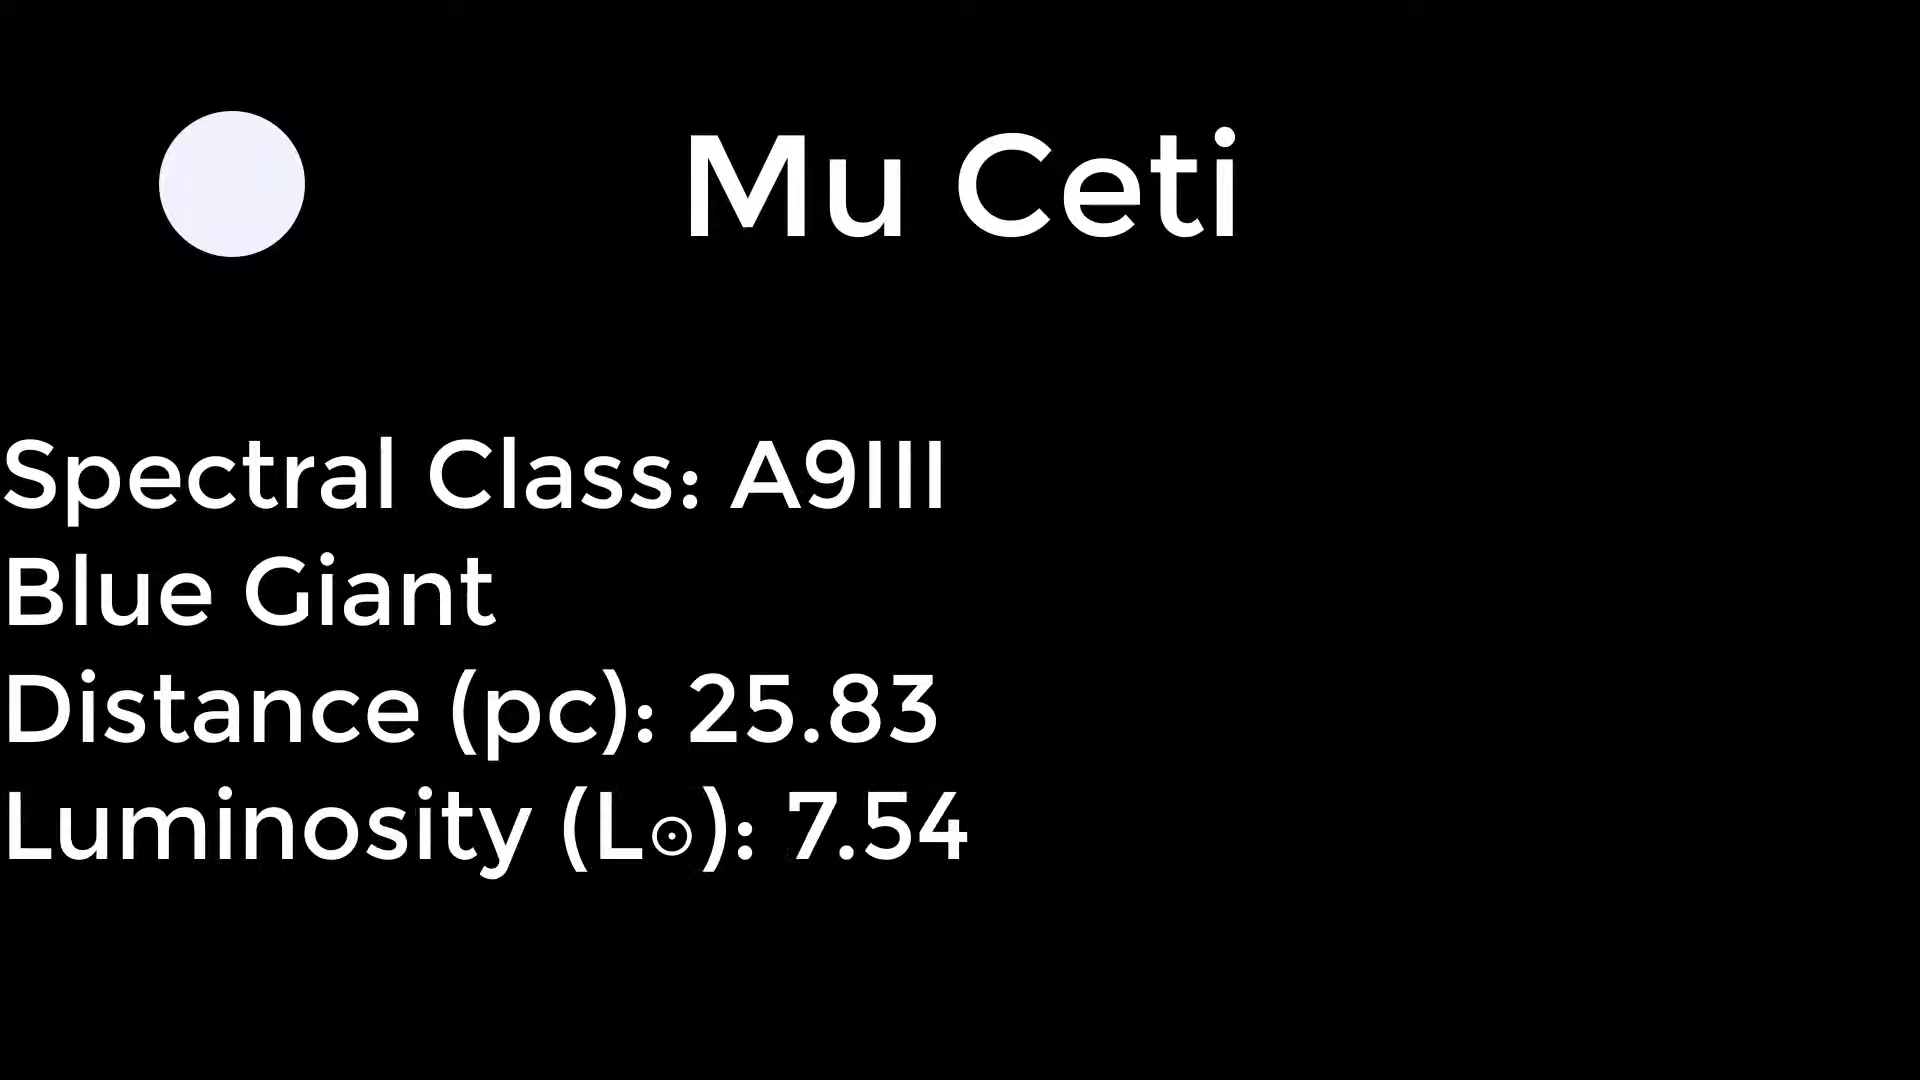 Mu Ceti
Spectral Class: A9III
Blue Giant
Distance (pc): 25.83
Luminosity (L☉): 7.54